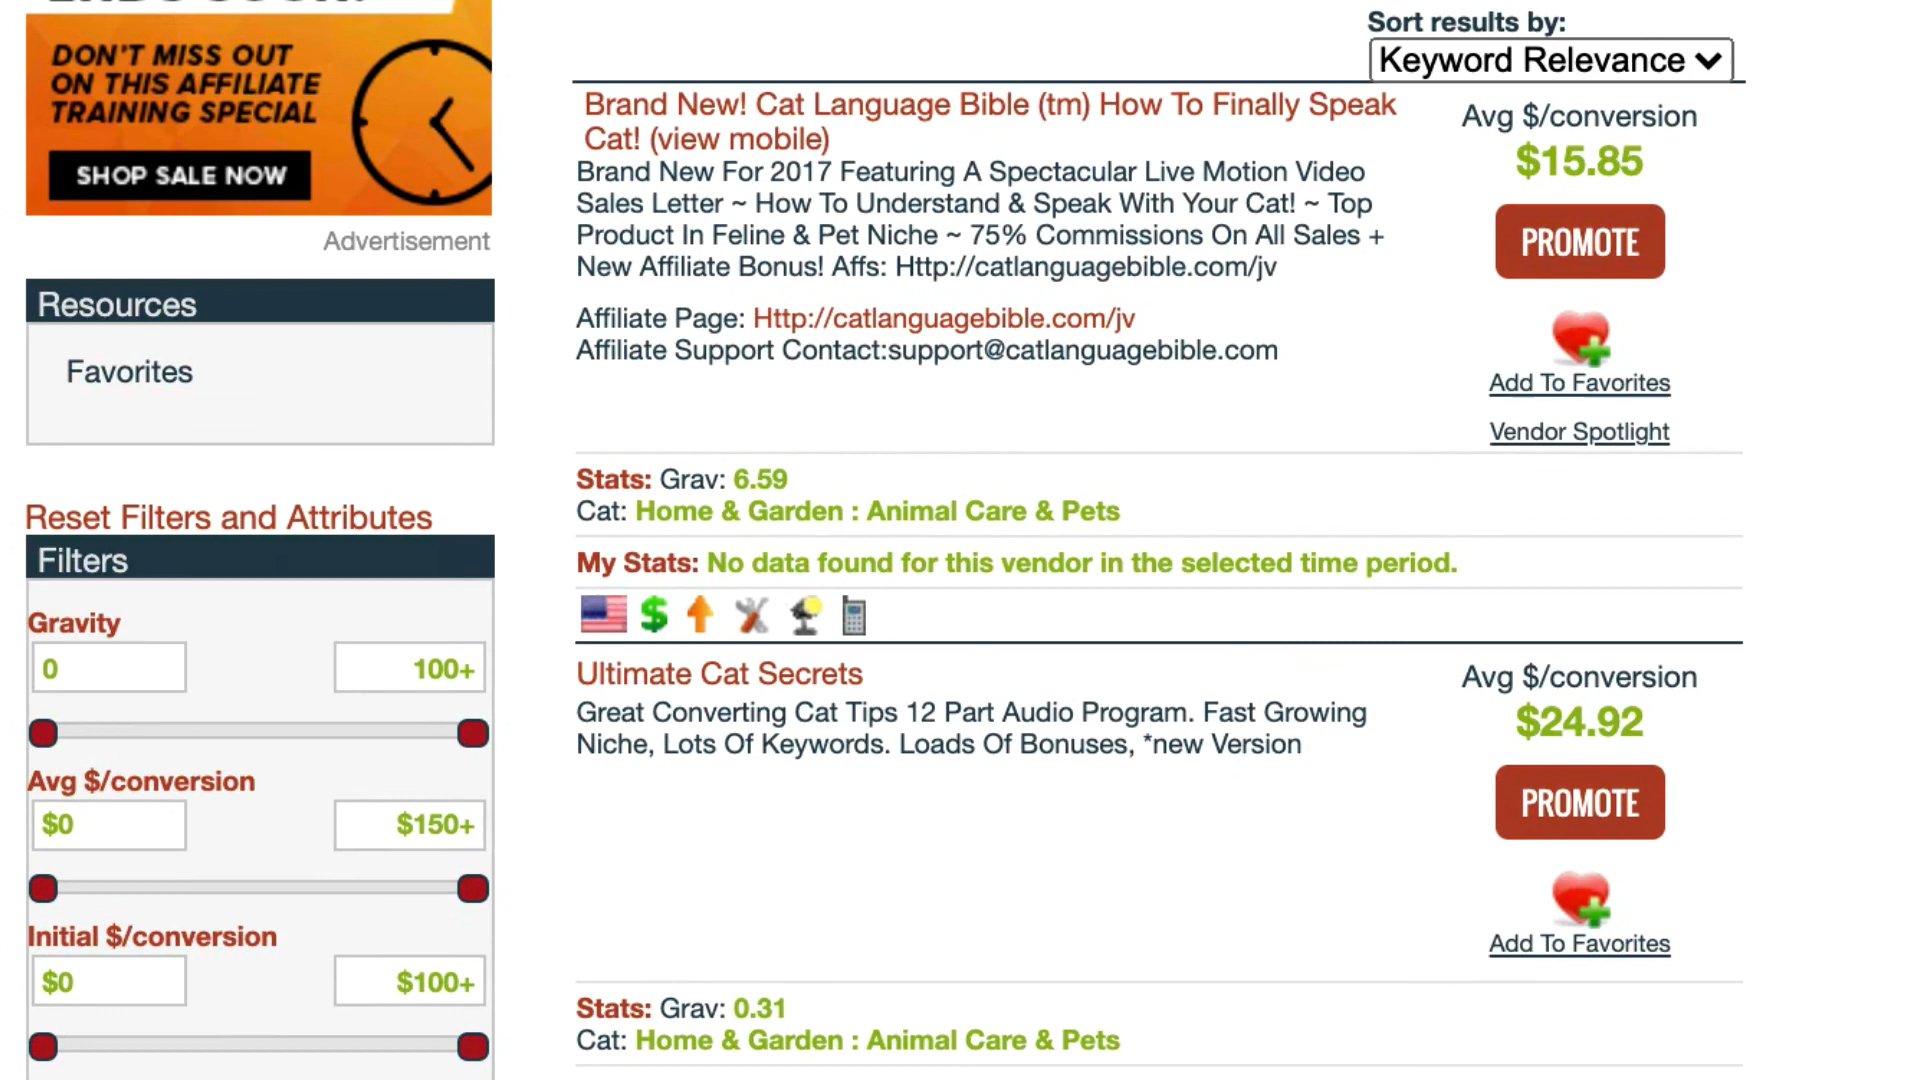 DON'T MISS OUT
ON THIS AFFILIATE
TRAINING SPECIAL
SHOP SALE NOW
Advertisement
Resources
Favorites
Reset Filters and Attributes
Filters
Gravity
0 100+
Avg $/conversion
$0 $150+
Initial $/conversion
$0 $100+
Sort results by:
Keyword Relevance
Brand New! Cat Language Bible (tm) How To Finally Speak
Cat! (view mobile)
Brand New For 2017 Featuring A Spectacular Live Motion Video
Sales Letter ~ How To Understand & Speak With Your Cat! ~ Top
Product In Feline & Pet Niche ~ 75% Commissions On All Sales +
New Affiliate Bonus! Affs: Http://catlanguagebible.com/jv
Affiliate Page: Http://catlanguagebible.com/jv
Affiliate Support Contact:support@catlanguagebible.com
Avg $/conversion
$15.85
PROMOTE
Add To Favorites
Vendor Spotlight
Stats: Grav: 6.59
Cat: Home & Garden : Animal Care & Pets
My Stats: No data found for this vendor in the selected time period.
$
Ultimate Cat Secrets
Great Converting Cat Tips 12 Part Audio Program. Fast Growing
Niche, Lots Of Keywords. Loads Of Bonuses, *new Version
Avg $/conversion
$24.92
PROMOTE
Add To Favorites
Stats: Grav: 0.31
Cat: Home & Garden : Animal Care & Pets